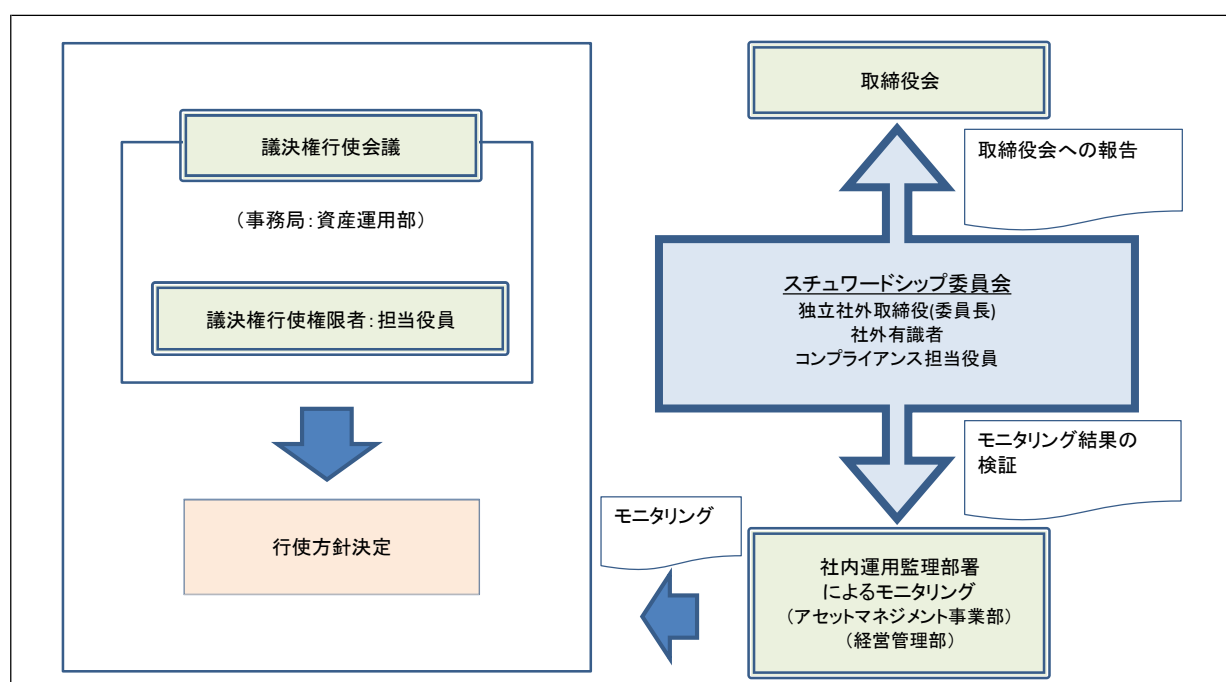 議決権行使会議
（事務局：資産運用部）
議決権行使権限者：担当役員
行使方針決定
取締役会
取締役会への報告
スチュワードシップ委員会
独立社外取締役(委員長)
社外有識者
コンプライアンス担当役員
モニタリング結果の
検証
モニタリング
社内運用監理部署
によるモニタリング
（アセットマネジメント事業部）
（経営管理部）